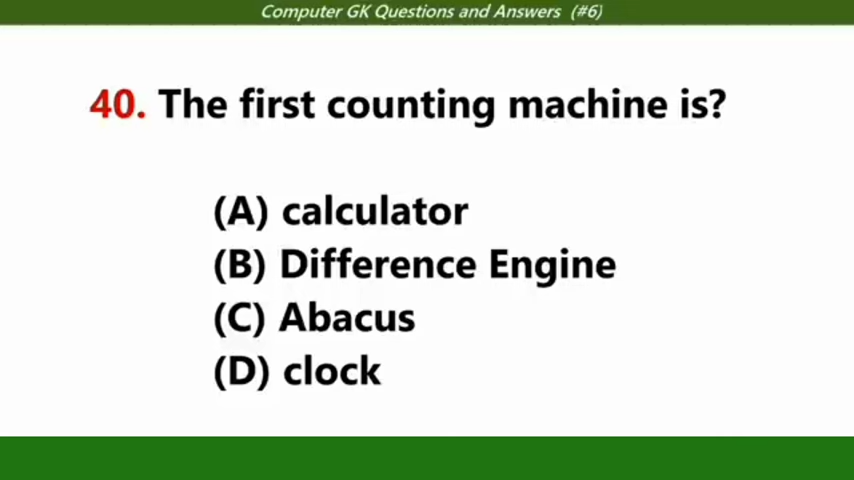 Computer GK Questions and Answers (#6)
40. The first counting machine is?
(A) calculator
(B) Difference Engine
(C) Abacus
(D) clock